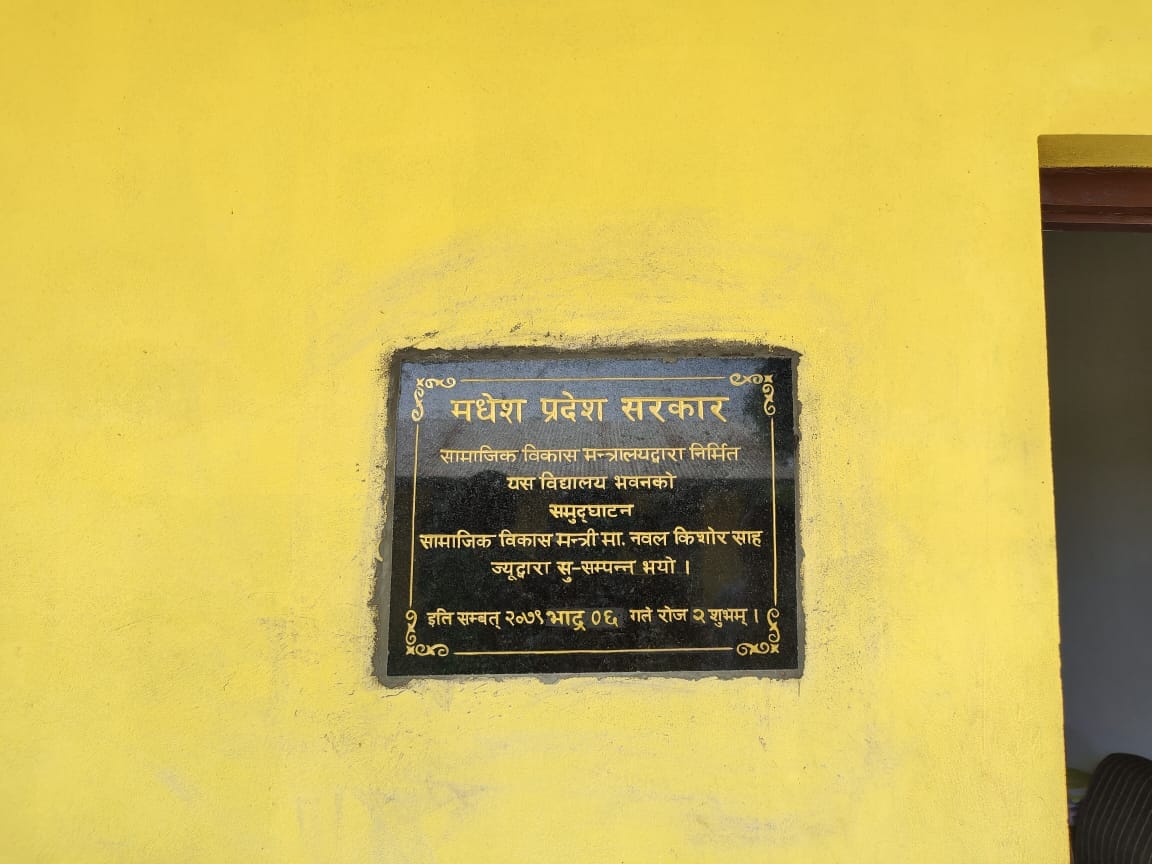 मधेश प्रदेश सरकार
सामाजिक विकास मन्त्रालयद्वारा निर्मित
यस विद्यालय भवनको
समुद्घाटन
सामाजिक विकास मन्त्री मा. नवल किशोर साह
ज्यूद्वारा सु-सम्पन्न भयो ।
इति सम्बत् २०७९ भाद्र ०६ गते रोज २ शुभम् ।